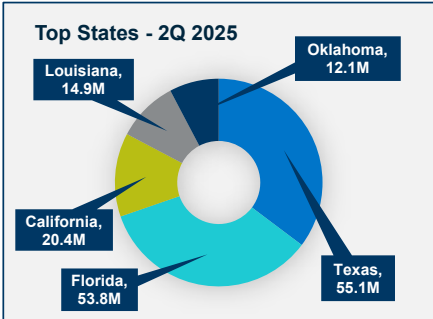 Top States - 2Q 2025
Oklahoma,
12.1M
Louisiana,
14.9M
California,
20.4M
Florida,
53.8M
Texas,
55.1M